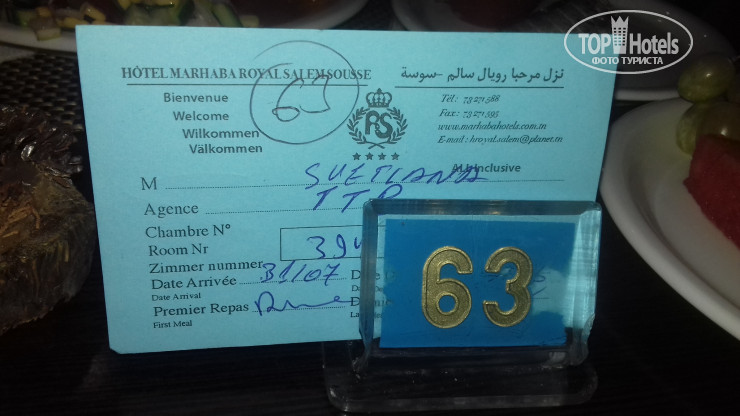 TOP Hotels
ФОТО ТУРИСТА
HÔTEL MARHABA ROYAL SALEM SOUSSE
نزل مرحبا رويال سالم - سوسة
63
Bienvenue
Welcome
Wilkommen
Välkommen
RS
Tél : 73 271 588
Fax : 73 271 595
www.marhabahotels.com.tn
E-mail : hroyal.salem@planet.tn
All Inclusive
M SVETLANA
Agence TTR
Chambre N°
Room Nr
Zimmer nummer
Date Arrivée 31/07
Date Arrival
Premier Repas
First Meal
63